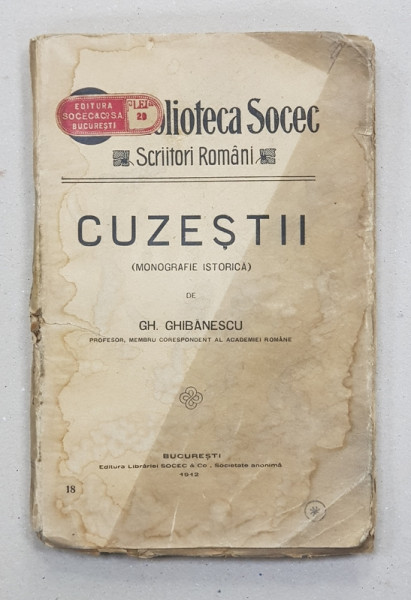 EDITURA
SOCEC&CO S.A.
BUCUREȘTI
LEI
20
Biblioteca Socec
Scriitori Români
CUZEȘTII
(MONOGRAFIE ISTORICĂ)
DE
GH. GHIBĂNESCU
PROFESOR, MEMBRU CORESPONDENT AL ACADEMIEI ROMÂNE
BUCUREȘTI
Editura Librăriei SOCEC & Co., Societate anonimă
1912
18